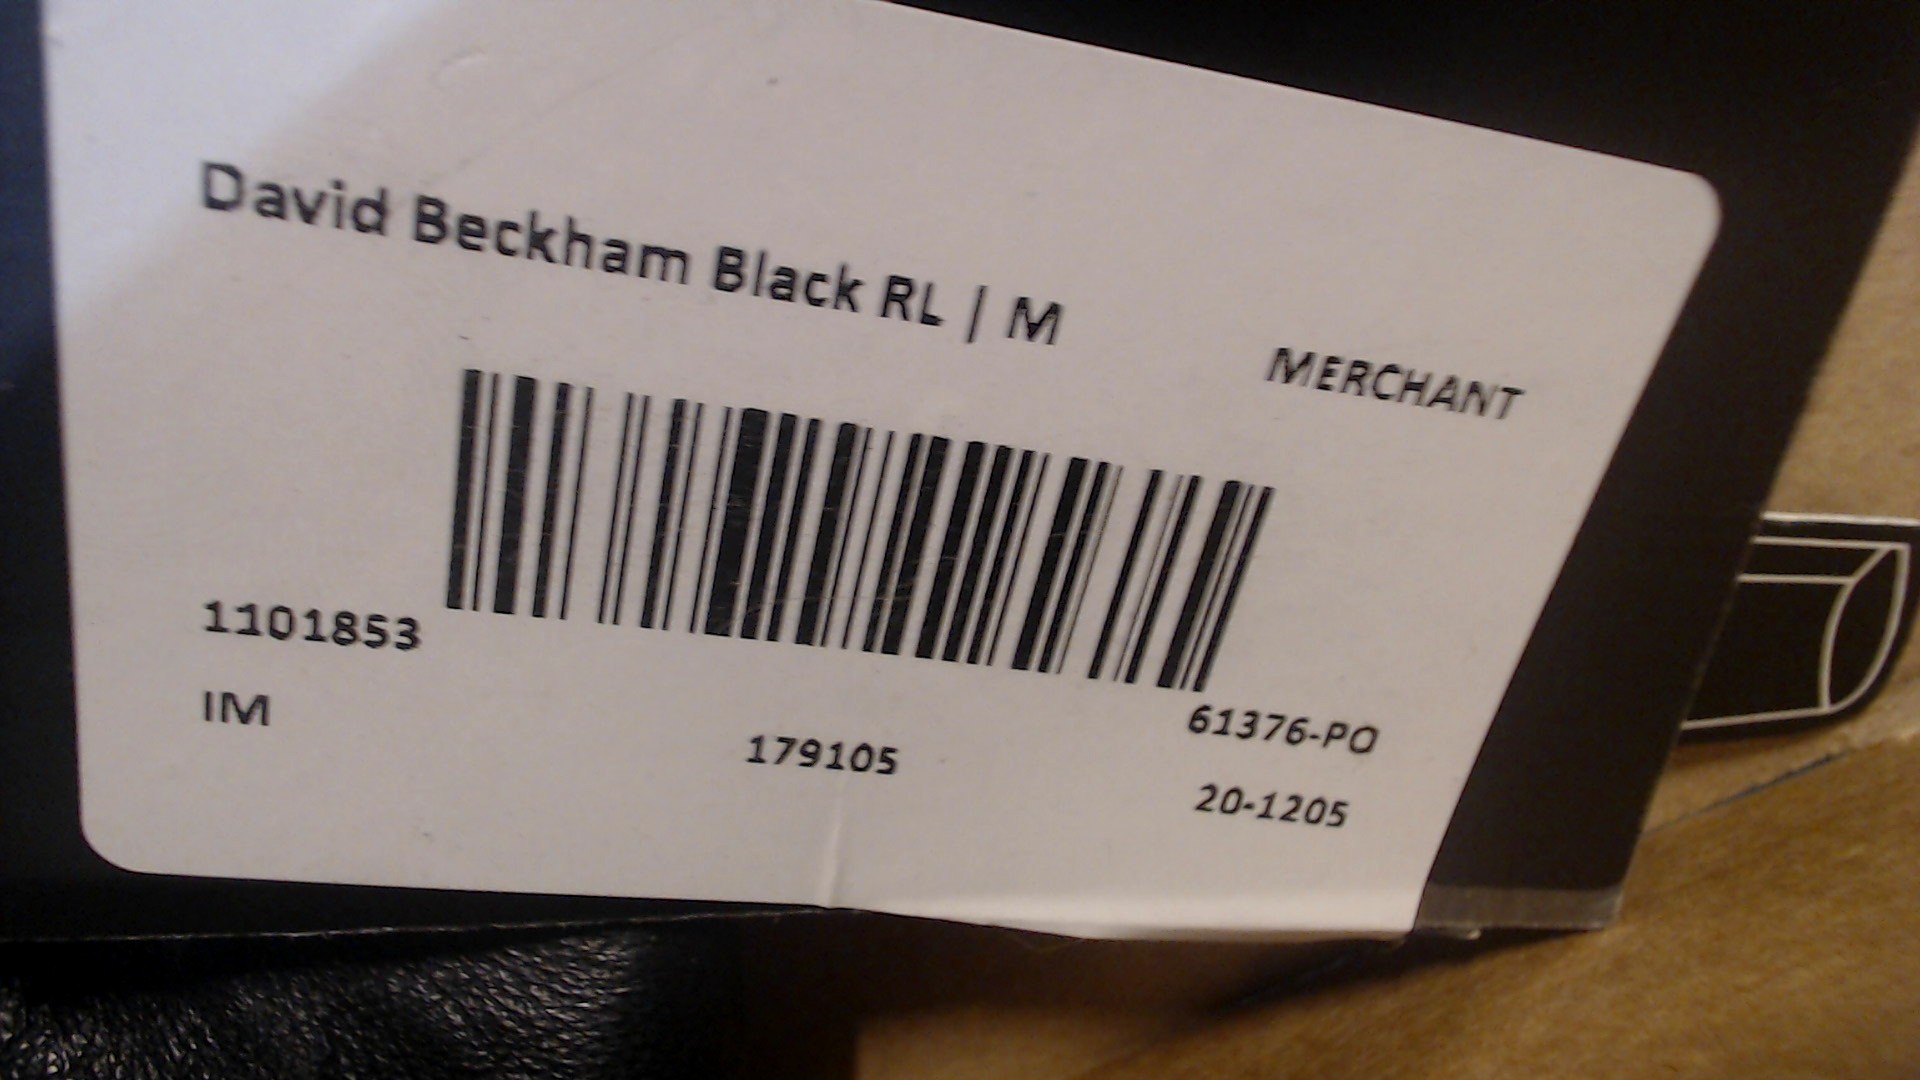 David Beckham Black RL / M
MERCHANT
1101853
IM
179105
61376-PO
20-1205